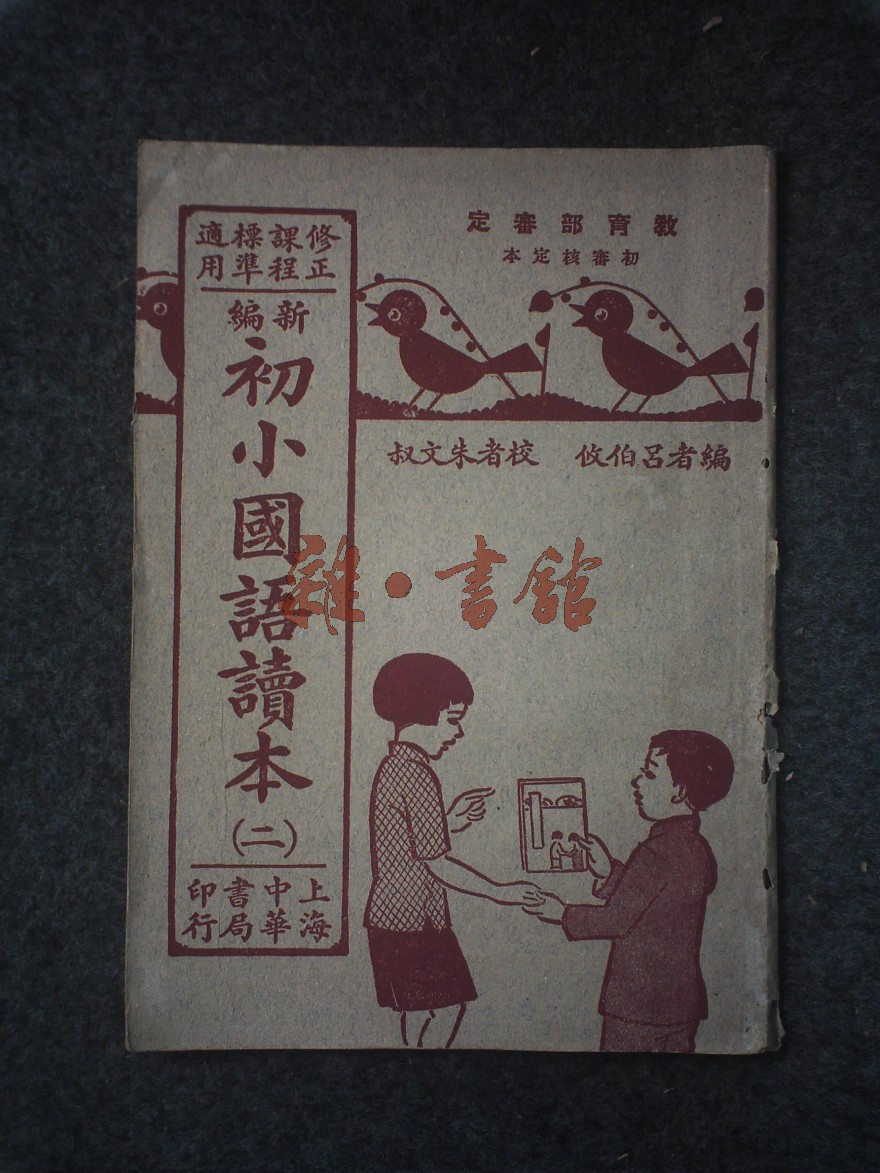 教育部審定
初審核定本
編者呂伯攸 校者朱文叔
修正課程標準適用
新編
初小國語讀本
(二)
上海中華書局印行
雜·書館